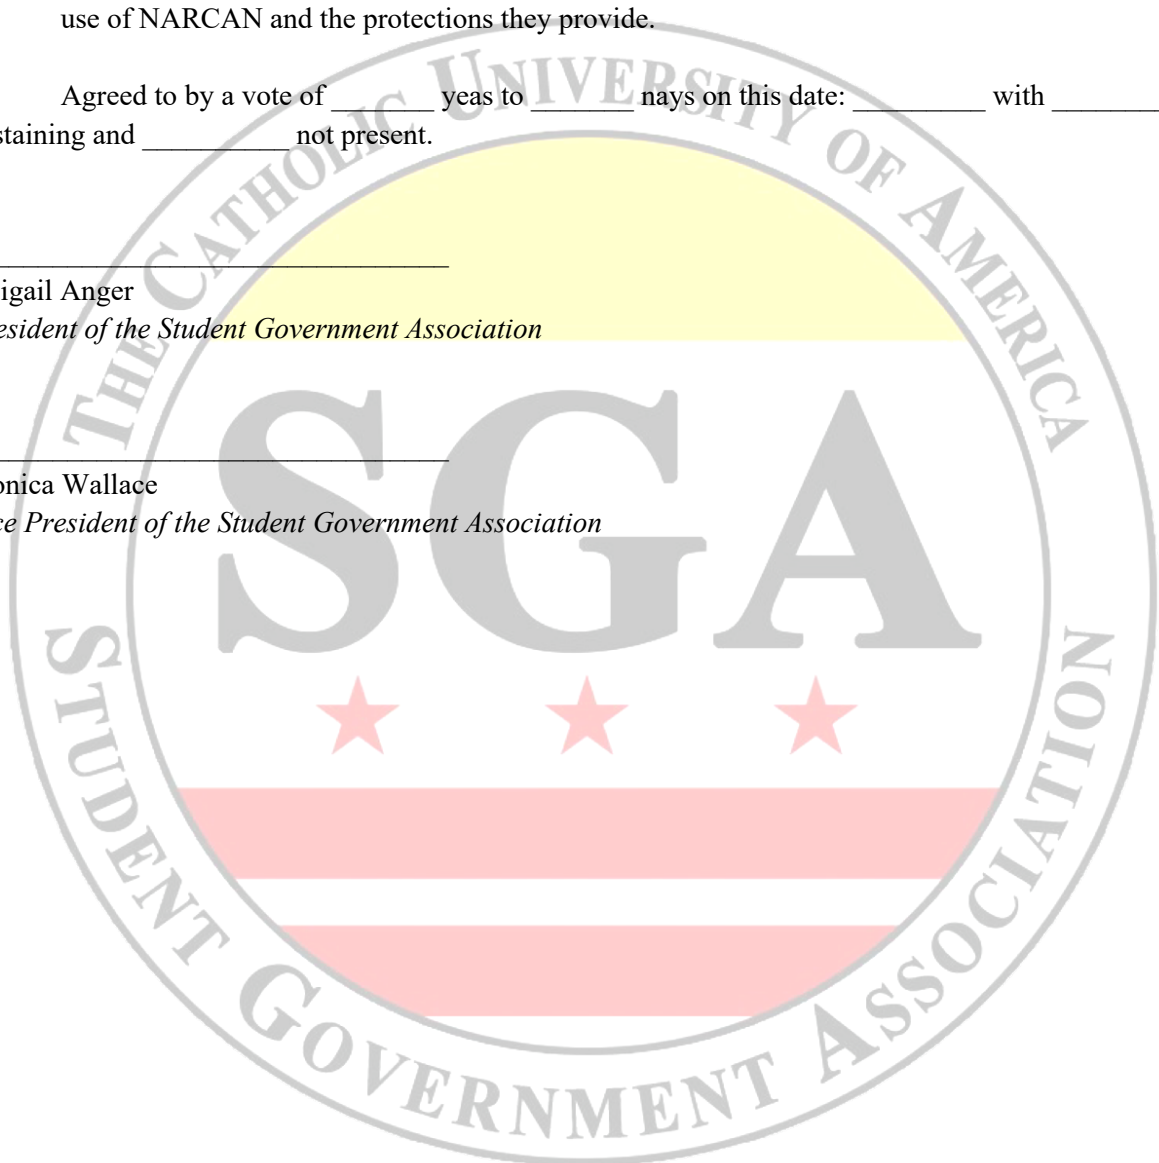 use of NARCAN and the protections they provide.
Agreed to by a vote of _______ yeas to _______ nays on this date: _________ with _______
staining and __________ not present.
igail Anger
esident of the Student Government Association
onica Wallace
ce President of the Student Government Association
THE CATHOLIC UNIVERSITY OF AMERICA
SGA
STUDENT GOVERNMENT ASSOCIATION